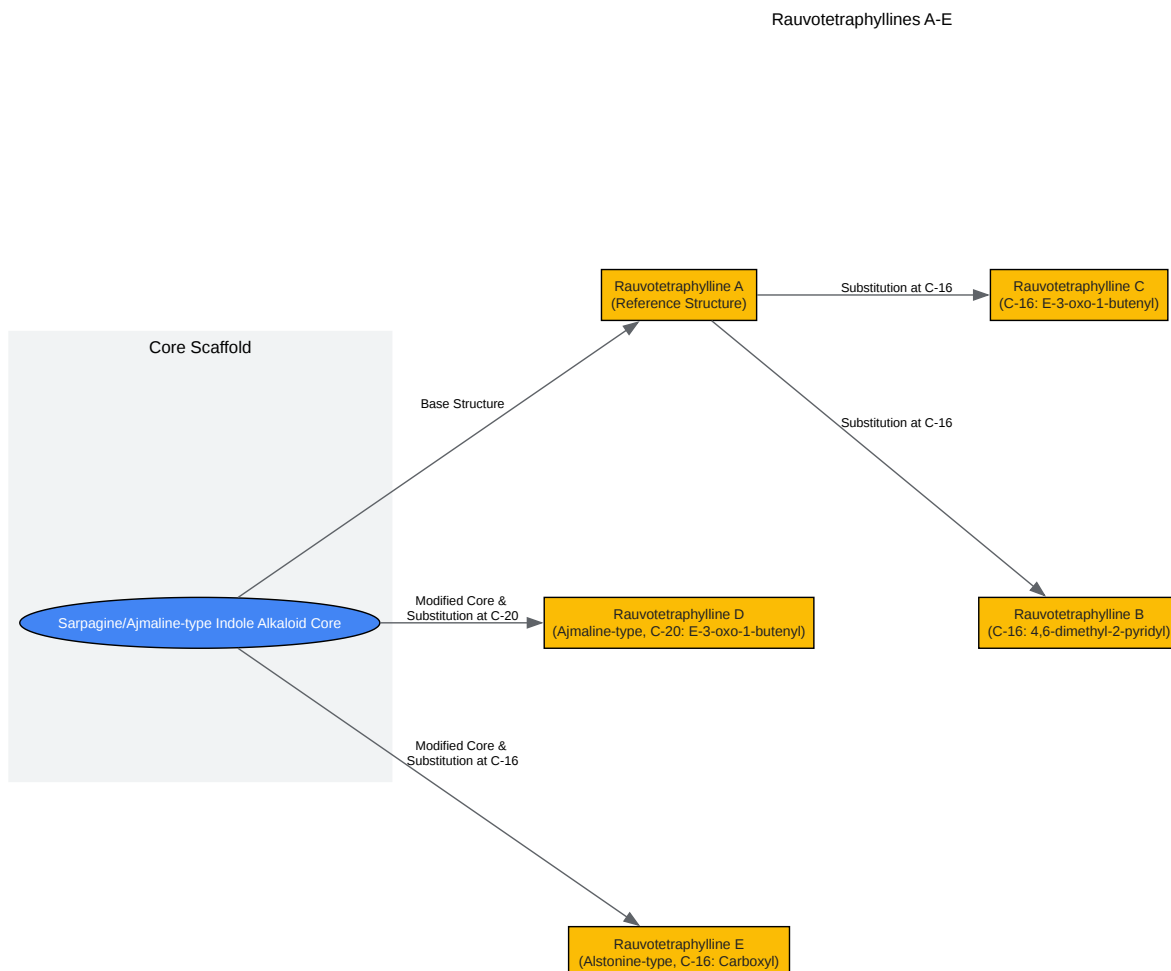 Rauvotetraphyllines A-E
Rauvotetraphylline A
(Reference Structure)
Substitution at C-16
Rauvotetraphylline C
(C-16: E-3-oxo-1-butenyl)
Core Scaffold
Base Structure
Substitution at C-16
Sarpagine/Ajmaline-type Indole Alkaloid Core
Modified Core &
Substitution at C-20
Rauvotetraphylline D
(Ajmaline-type, C-20: E-3-oxo-1-butenyl)
Rauvotetraphylline B
(C-16: 4,6-dimethyl-2-pyridyl)
Modified Core &
Substitution at C-16
Rauvotetraphylline E
(Alstonine-type, C-16: Carboxyl)